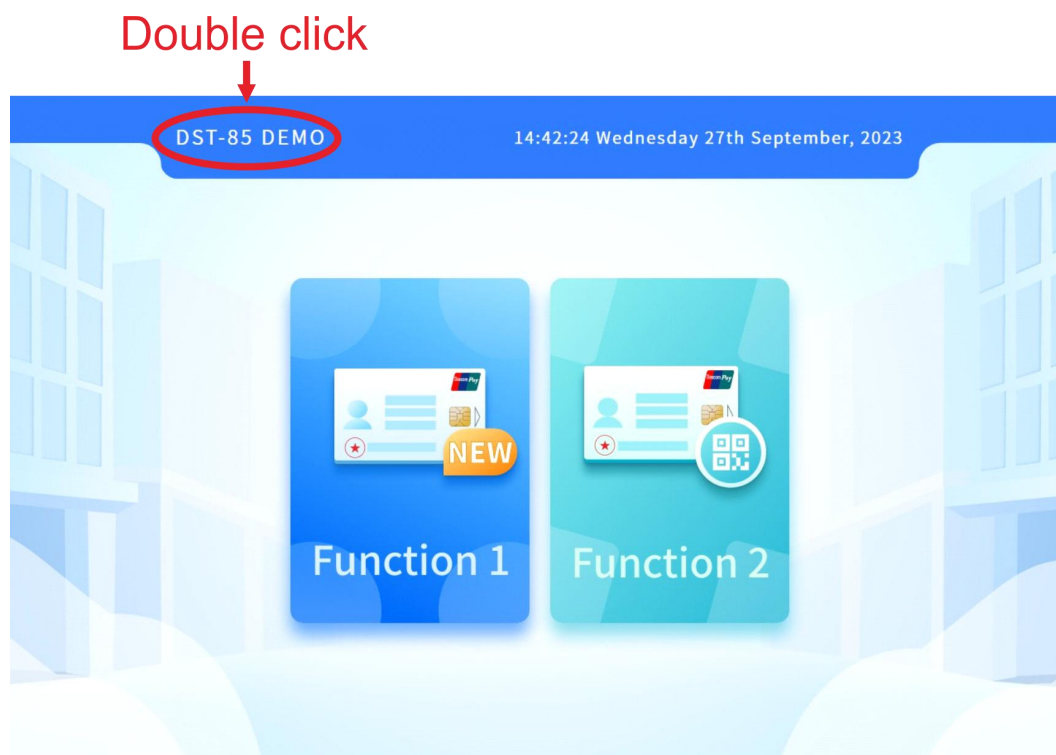 Double click
DST-85 DEMO
14:42:24 Wednesday 27th September, 2023
NEW
Function 1
Function 2